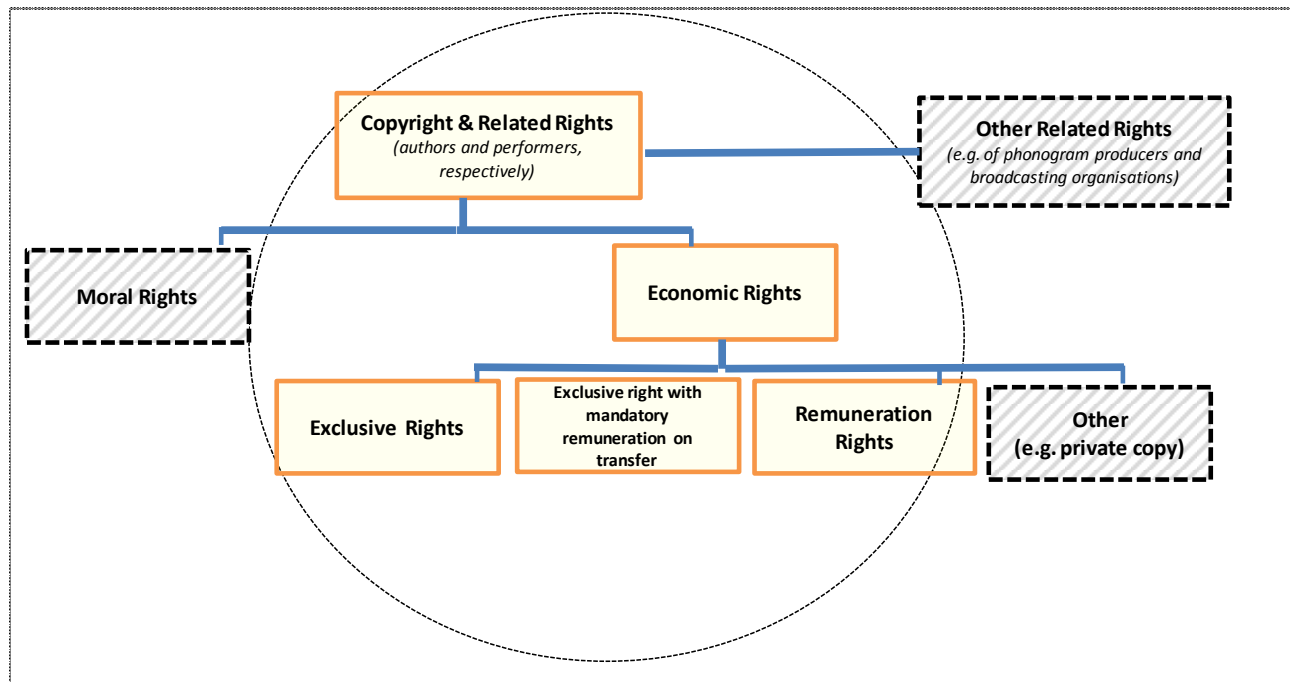 Copyright & Related Rights
(authors and performers,
respectively)
Other Related Rights
(e.g. of phonogram producers and
broadcasting organisations)
Moral Rights
Economic Rights
Exclusive Rights
Exclusive right with
mandatory
remuneration on
transfer
Remuneration
Rights
Other
(e.g. private copy)